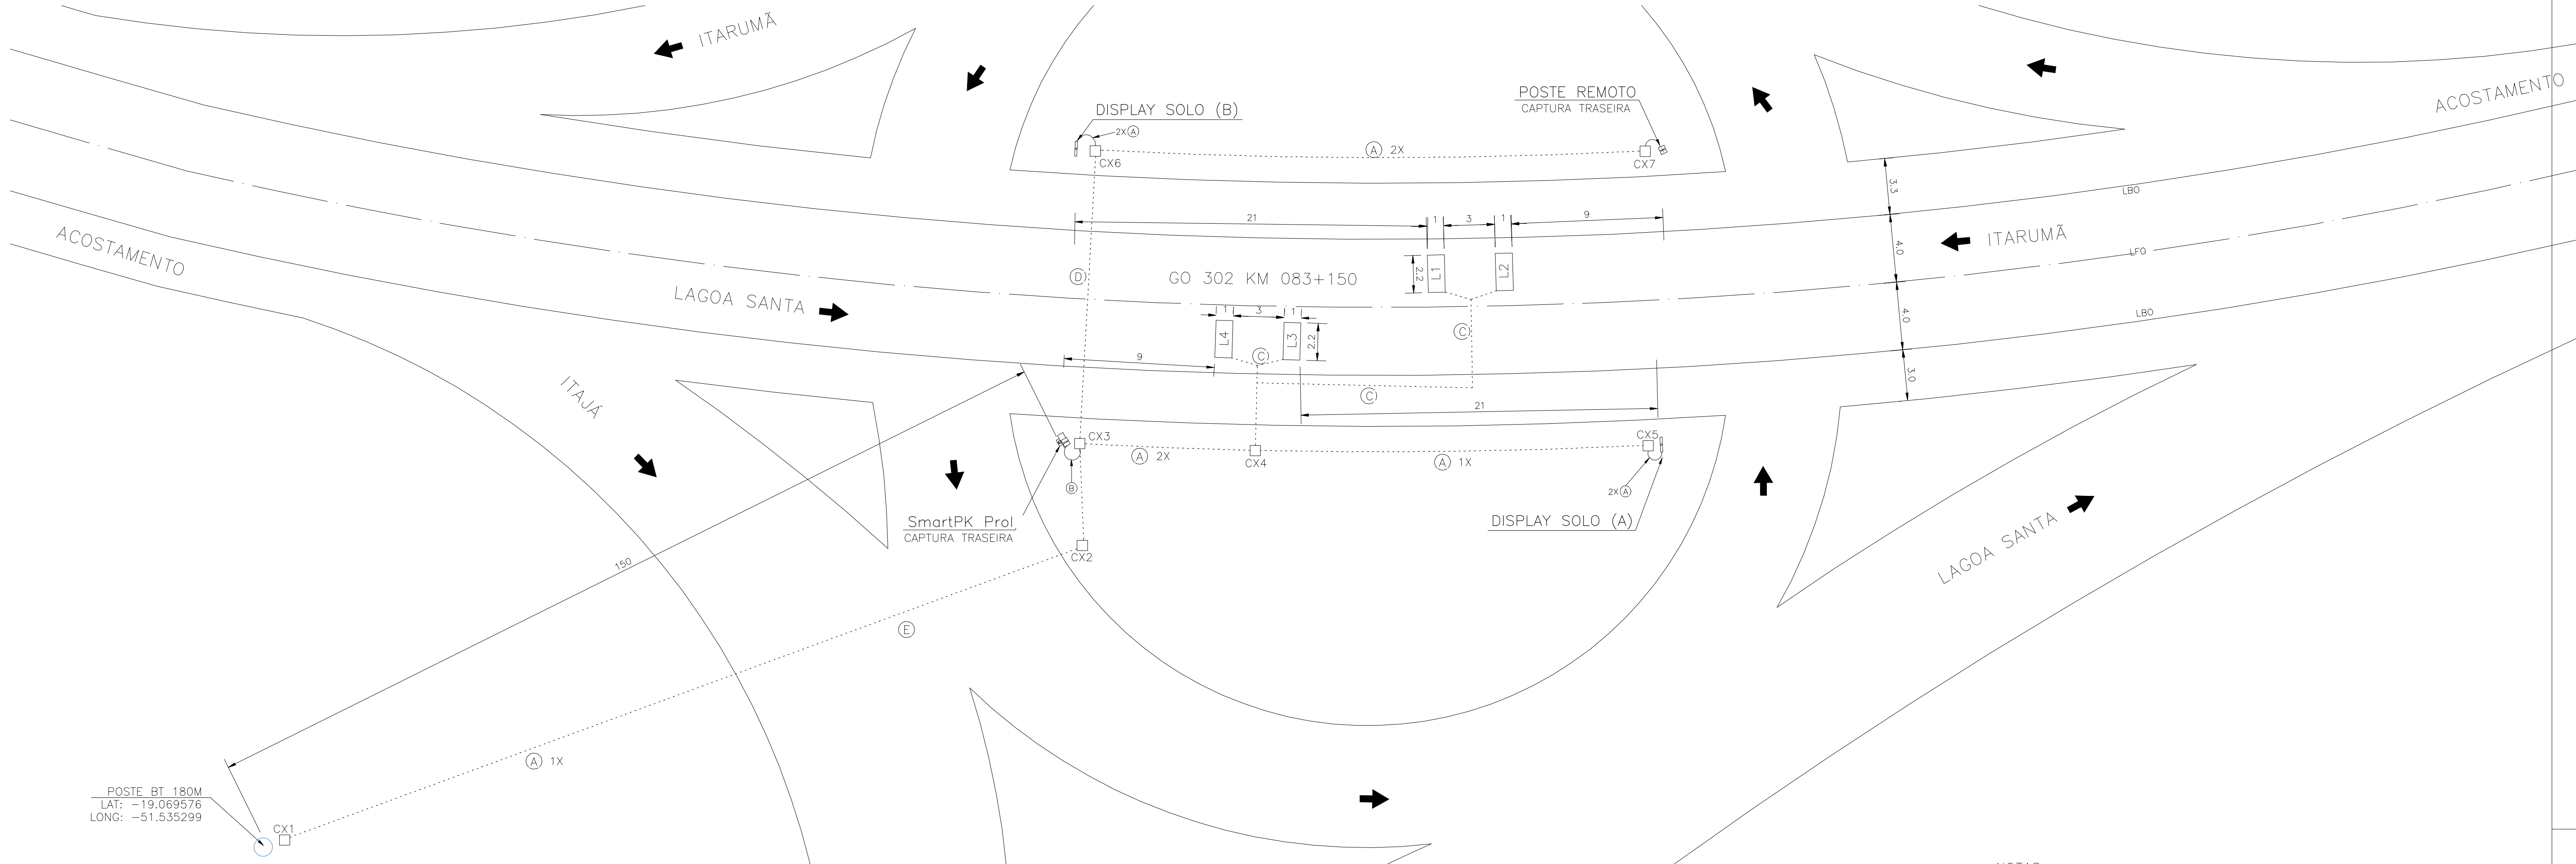 ITARUMÃ
DISPLAY SOLO (B)
2X A
CX6
A 2X
POSTE REMOTO
CAPTURA TRASEIRA
CX7
ACOSTAMENTO
3.3
LBO
21
1
3
1
9
ITARUMÃ
4.0
LFO
ACOSTAMENTO
D
GO 302 KM 083+150
2.2
L1
L2
LAGOA SANTA
1
3
1
L4
L3
2.2
C
C
4.0
LBO
9
C
3.0
ITAJÁ
21
CX3
A 2X
CX4
A 1X
CX5
B
2X A
SmartPK ProI
CAPTURA TRASEIRA
DISPLAY SOLO (A)
CX2
150
LAGOA SANTA
E
A 1X
POSTE BT 180M
LAT: -19.069576
LONG: -51.535299
CX1